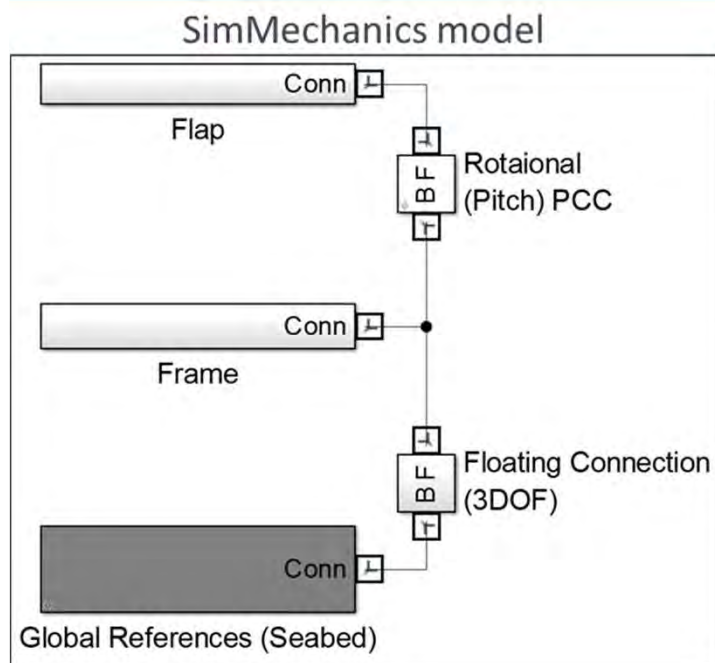 SimMechanics model
Conn
Flap
B F
Rotaional
(Pitch) PCC
Conn
Frame
B F
Floating Connection
(3DOF)
Conn
Global References (Seabed)